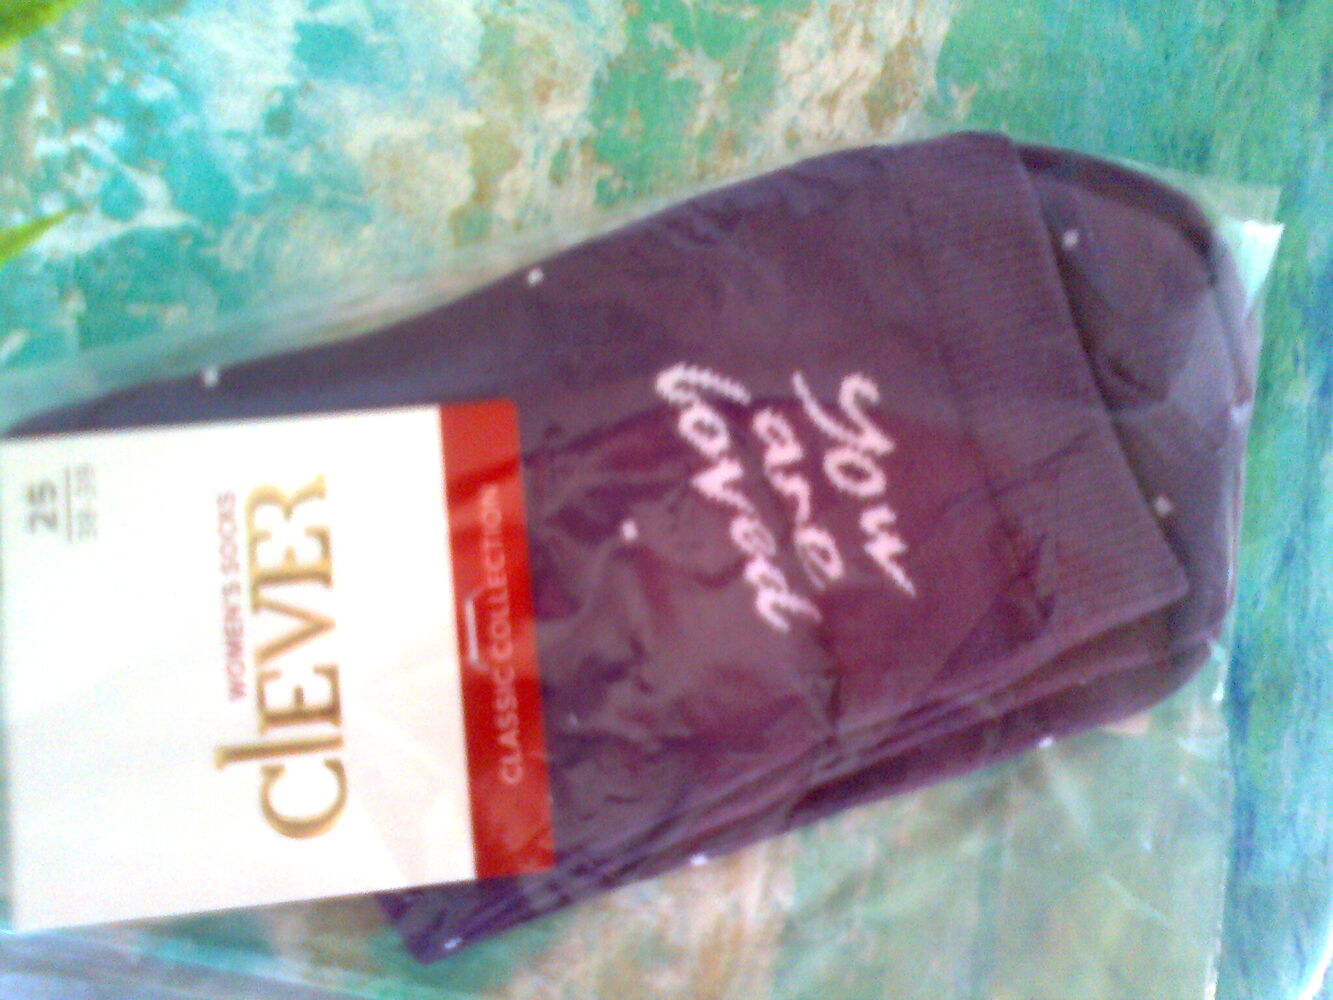 you
are
loved
CLASSIC COLLECTION
WOMEN'S SOCKS
ClEVER
25